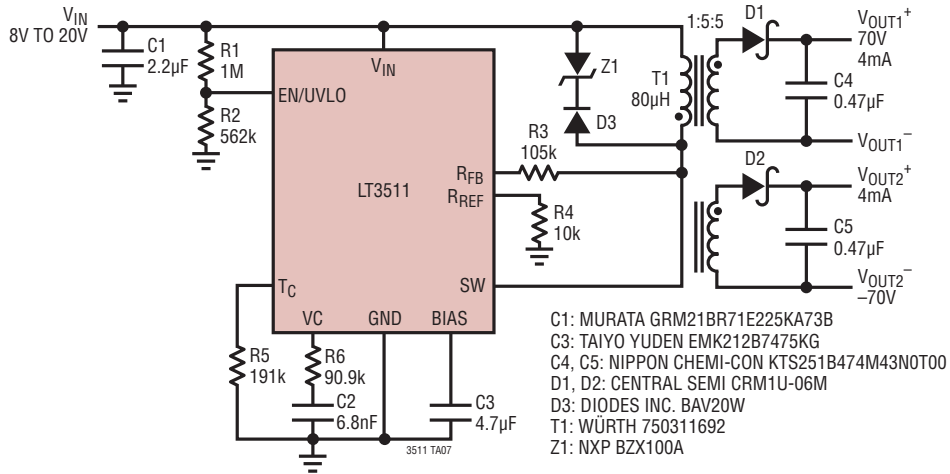 VIN
8V TO 20V
C1
2.2µF
R1
1M
R2
562k
VIN
EN/UVLO
LT3511
RFB
RREF
SW
TC
VC
GND
BIAS
Z1
D3
R3
105k
R4
10k
T1
80µH
1:5:5
D1
VOUT1+
70V
4mA
C4
0.47µF
VOUT1–
D2
VOUT2+
4mA
C5
0.47µF
VOUT2–
–70V
R5
191k
R6
90.9k
C2
6.8nF
C3
4.7µF
3511 TA07
C1: MURATA GRM21BR71E225KA73B
C3: TAIYO YUDEN EMK212B7475KG
C4, C5: NIPPON CHEMI-CON KTS251B474M43N0T00
D1, D2: CENTRAL SEMI CRM1U-06M
D3: DIODES INC. BAV20W
T1: WÜRTH 750311692
Z1: NXP BZX100A